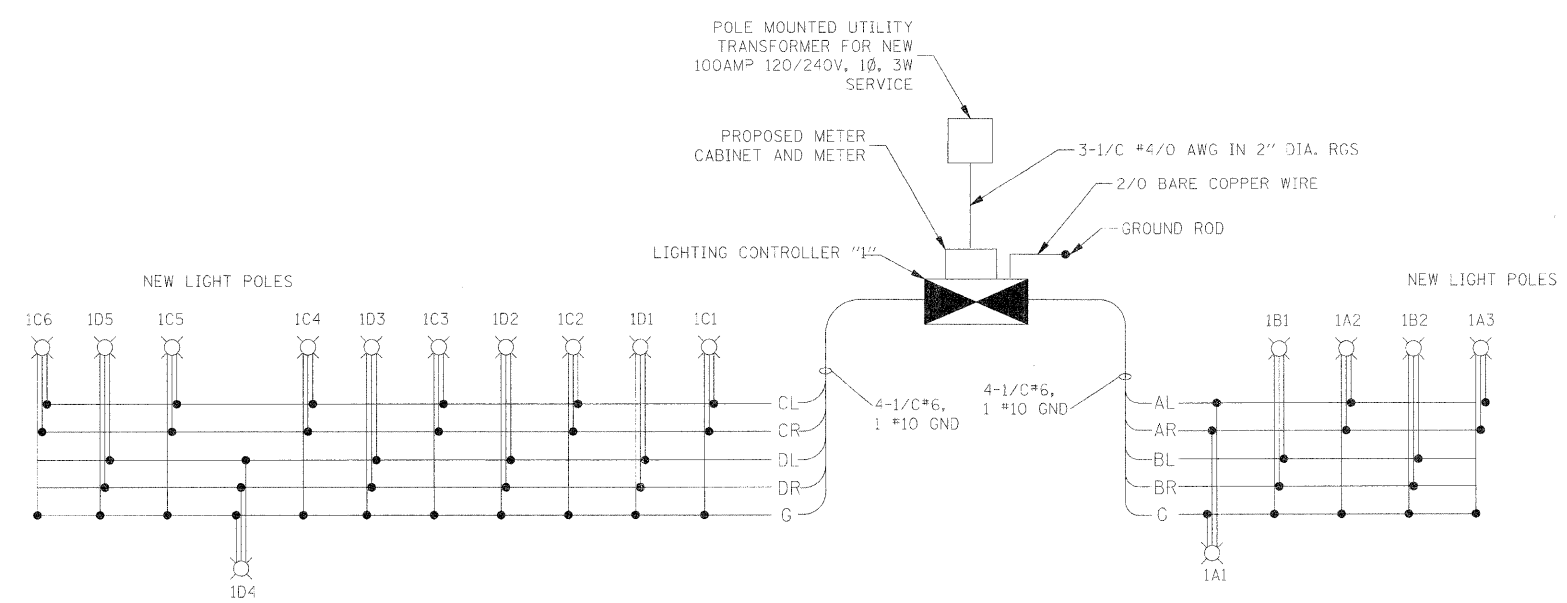 POLE MOUNTED UTILITY
TRANSFORMER FOR NEW
100AMP 120/240V, 1Ø, 3W
SERVICE
PROPOSED METER
CABINET AND METER
3-1/C #4/0 AWG IN 2" DIA. RGS
2/0 BARE COPPER WIRE
GROUND ROD
LIGHTING CONTROLLER "1"
NEW LIGHT POLES
NEW LIGHT POLES
1C6 1D5 1C5 1C4 1D3 1C3 1D2 1C2 1D1 1C1
1B1 1A2 1B2 1A3
CL
CR
DL
DR
G
4-1/C#6,
1 #10 GND
4-1/C#6,
1 #10 GND
AL
AR
BL
BR
G
1D4
1A1